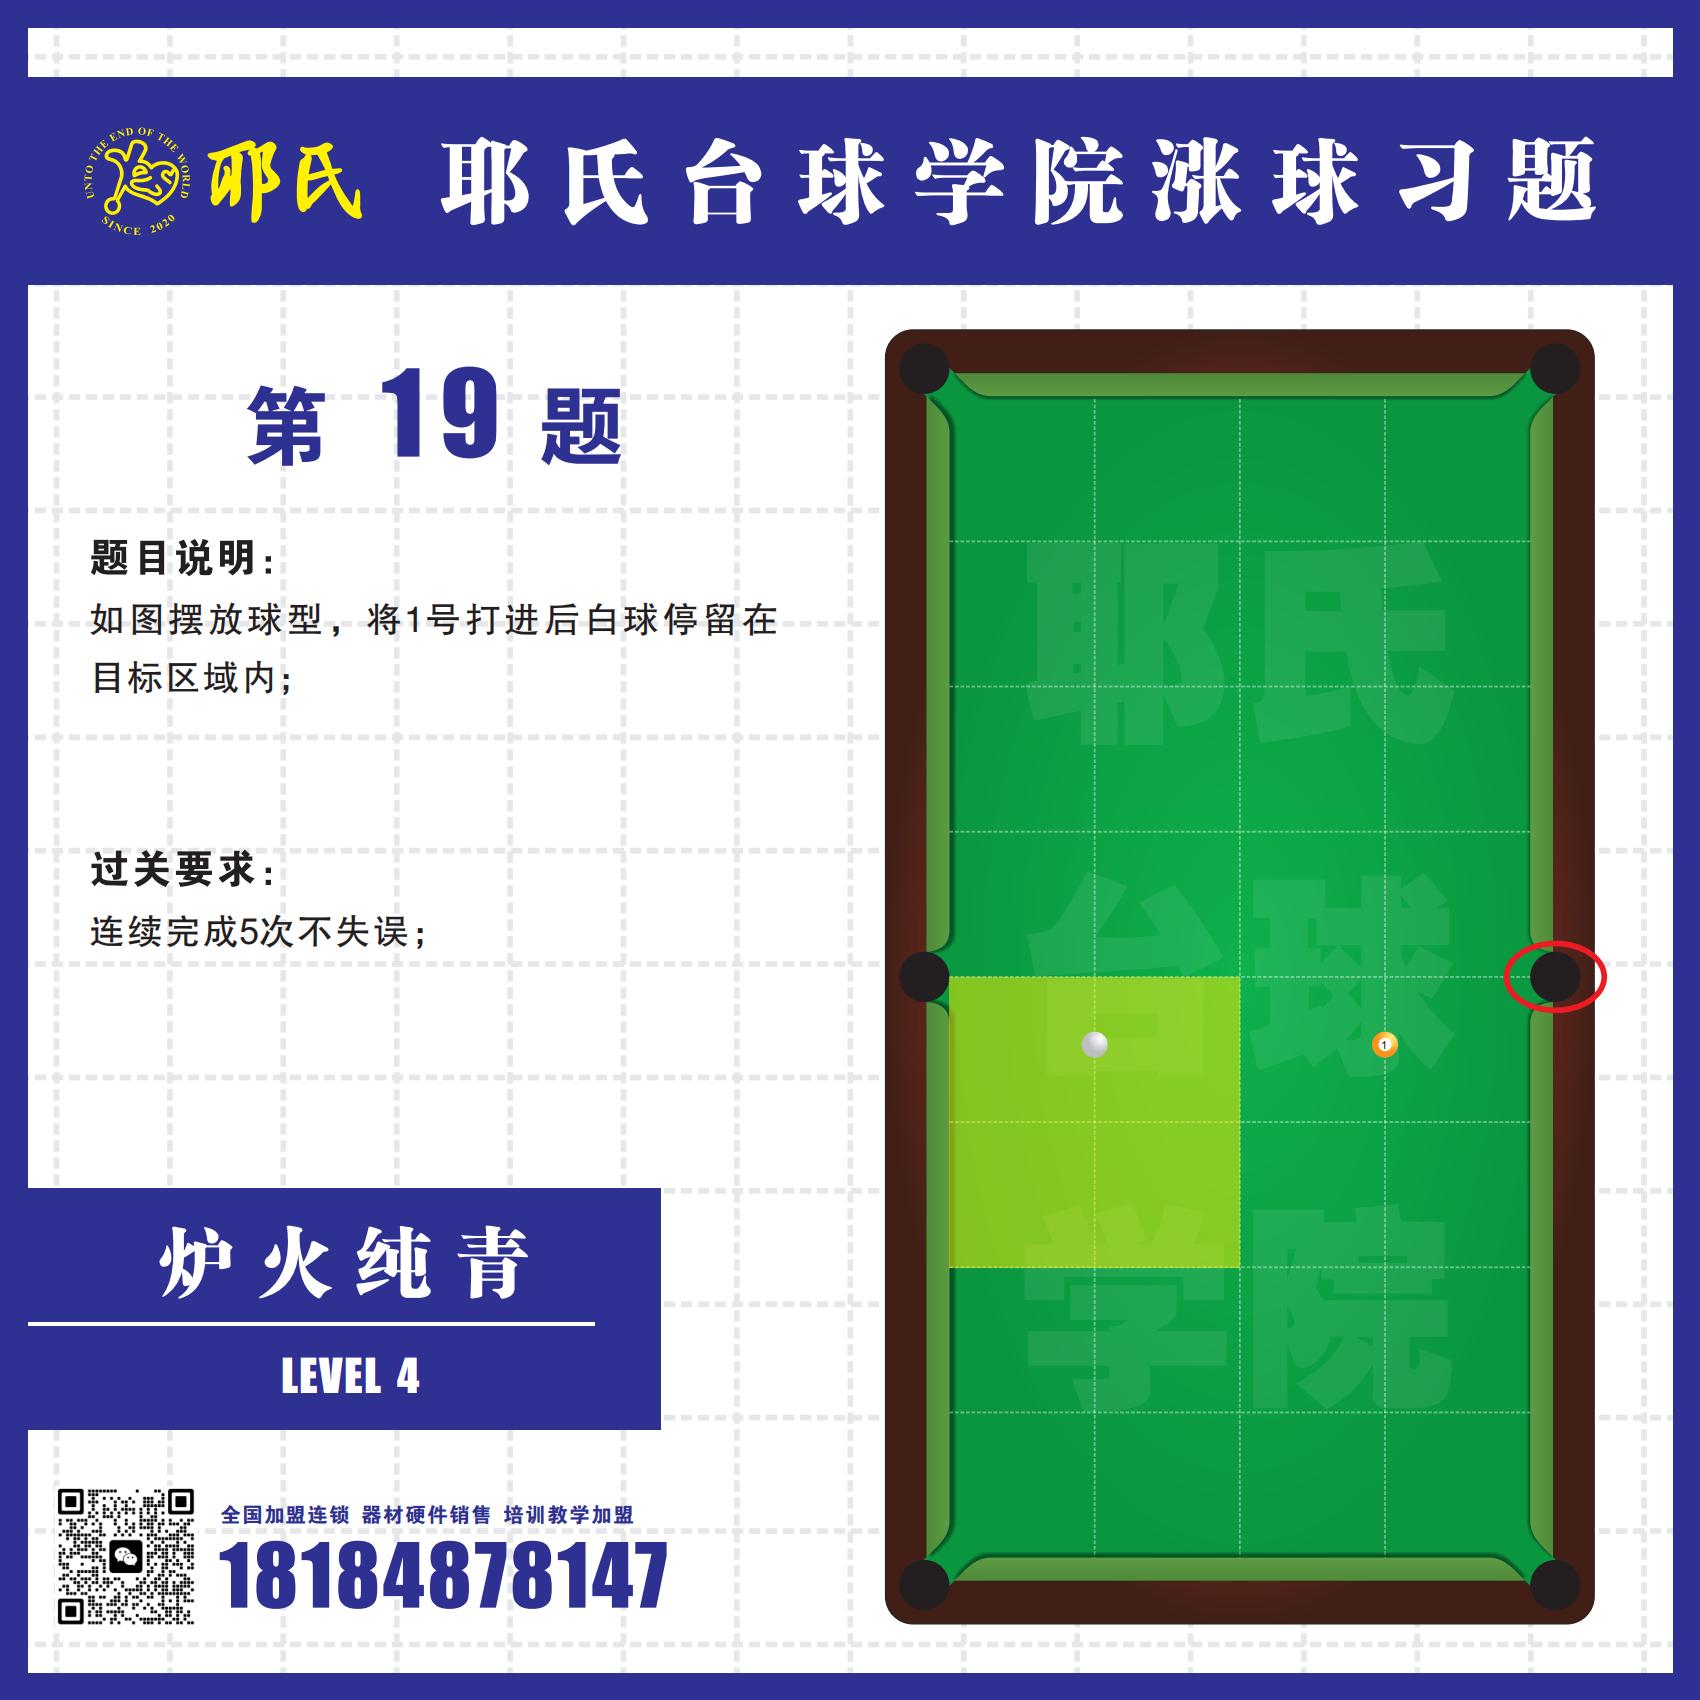 UNTO THE END OF THE WORLD
SINCE 2020
耶氏
耶氏台球学院涨球习题
第 19 题
题目说明：
如图摆放球型，将1号打进后白球停留在
目标区域内；
过关要求：
连续完成5次不失误；
炉火纯青
LEVEL 4
全国加盟连锁 器材硬件销售 培训教学加盟
18184878147
耶氏
台球
学院
1